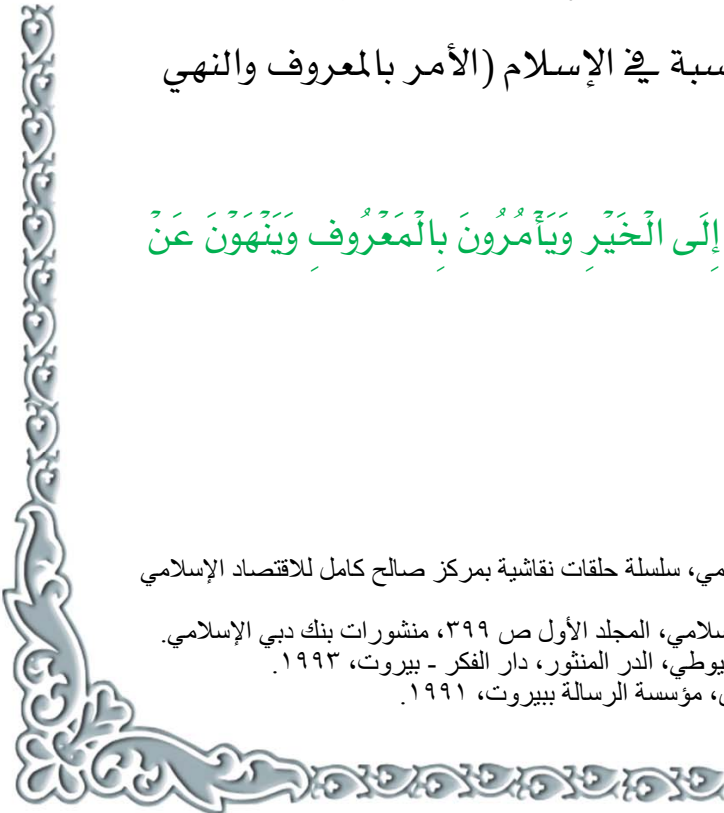 سبة في الإسلام (الأمر بالمعروف والنهي
إِلَى الْخَيْرِ وَيَأْمُرُونَ بِالْمَعْرُوفِ وَيَنْهَوْنَ عَنْ
مي، سلسلة حلقات نقاشية بمركز صالح كامل للاقتصاد الإسلامي
سلامي، المجلد الأول ص ٣٩٩، منشورات بنك دبي الإسلامي.
يوطي، الدر المنثور، دار الفكر - بيروت، ١٩٩٣.
، مؤسسة الرسالة ببيروت، ١٩٩١.